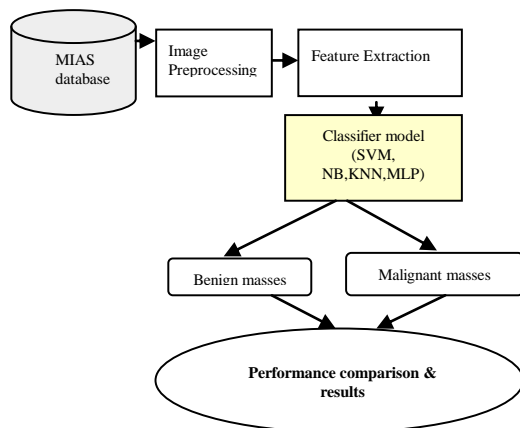 MIAS
database
Image
Preprocessing
Feature Extraction
Classifier model
(SVM,
NB,KNN,MLP)
Benign masses
Malignant masses
Performance comparison &
results